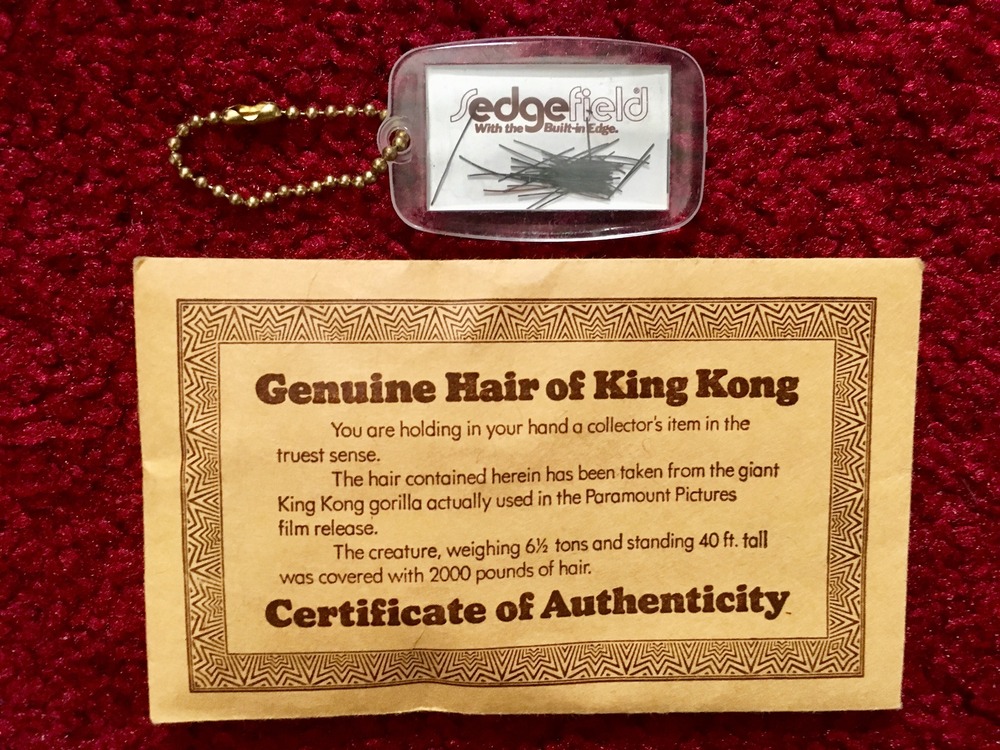 Sedgefield®
With the Built-in Edge.
Genuine Hair of King Kong
You are holding in your hand a collector's item in the
truest sense.
The hair contained herein has been taken from the giant
King Kong gorilla actually used in the Paramount Pictures
film release.
The creature, weighing 6½ tons and standing 40 ft. tall
was covered with 2000 pounds of hair.
Certificate of Authenticity